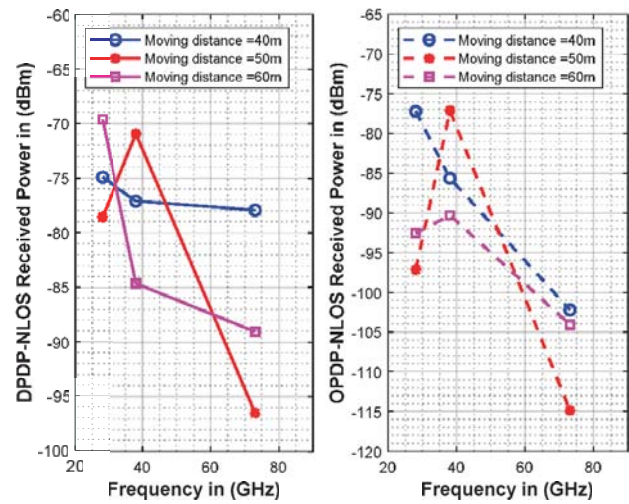 -60
-65
-70
-75
-80
-85
-90
-95
-100
DPDP-NLOS Received Power in (dBm)
Moving distance =40m
Moving distance =50m
Moving distance =60m
20
40
60
80
Frequency in (GHz)
-65
-70
-75
-80
-85
-90
-95
-100
-105
-110
-115
-120
OPDP-NLOS Received Power in (dBm)
Moving distance =40m
Moving distance =50m
Moving distance =60m
20
40
60
80
Frequency in (GHz)